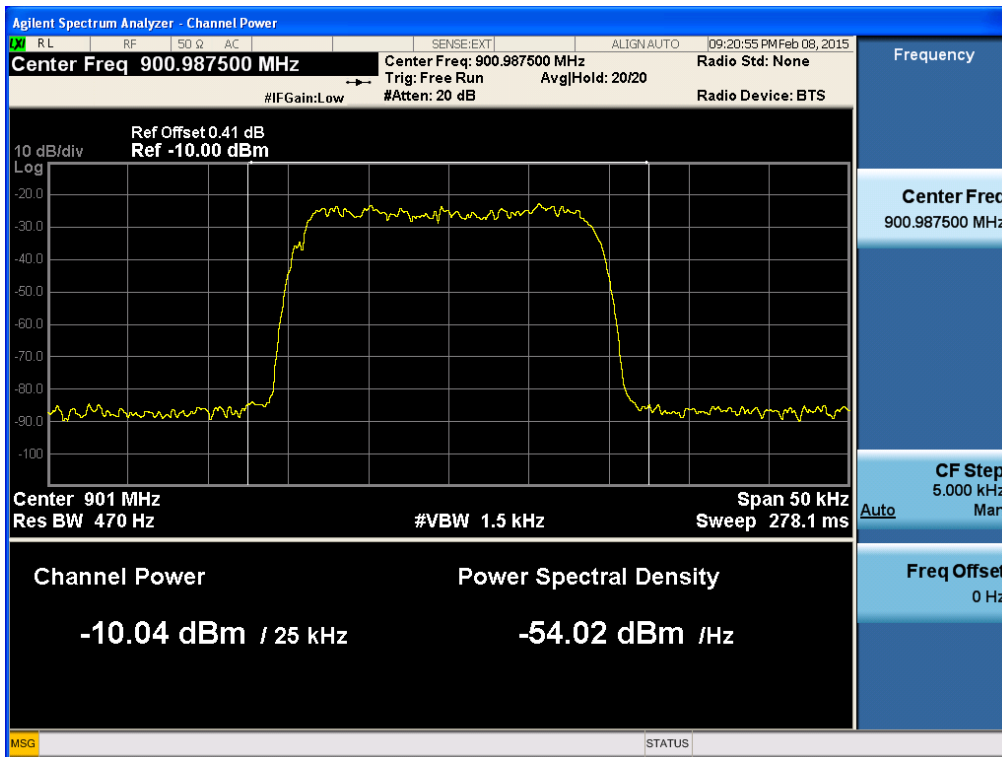 Agilent Spectrum Analyzer - Channel Power
LXI RL RF 50 Ω AC SENSE:EXT ALIGN AUTO 09:20:55 PM Feb 08, 2015
Center Freq 900.987500 MHz
Center Freq: 900.987500 MHz
Radio Std: None
Trig: Free Run Avg|Hold: 20/20
#IFGain:Low
#Atten: 20 dB
Radio Device: BTS
Ref Offset 0.41 dB
10 dB/div Ref -10.00 dBm
Log
-20.0
-30.0
-40.0
-50.0
-60.0
-70.0
-80.0
-90.0
-100
Center 901 MHz
Span 50 kHz
Res BW 470 Hz
#VBW 1.5 kHz
Sweep 278.1 ms
Channel Power
Power Spectral Density
-10.04 dBm / 25 kHz
-54.02 dBm /Hz
Frequency
Center Freq
900.987500 MHz
CF Step
5.000 kHz
Auto Man
Freq Offset
0 Hz
MSG
STATUS